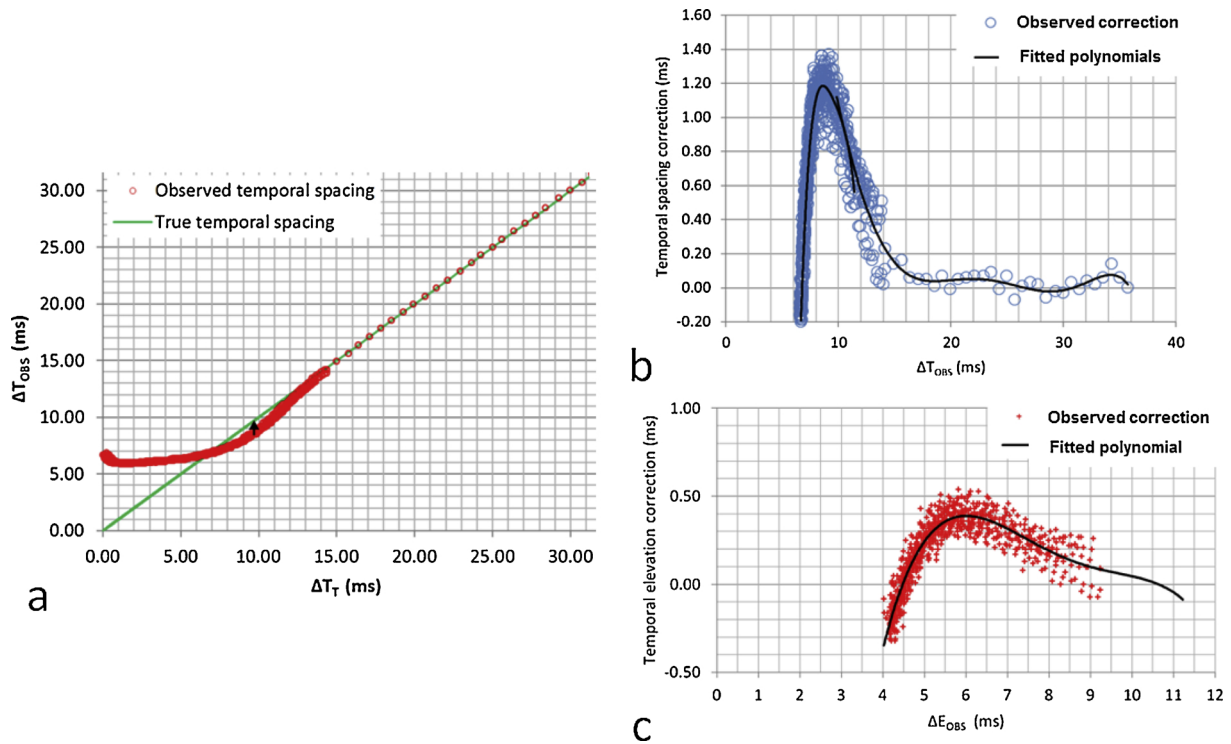 30.00
25.00
20.00
15.00
10.00
5.00
0.00
ΔT_OBS (ms)
Observed temporal spacing
True temporal spacing
0.00 5.00 10.00 15.00 20.00 25.00 30.00
ΔT_T (ms)
a
1.60
1.40
1.20
1.00
0.80
0.60
0.40
0.20
0.00
-0.20
Temporal spacing correction (ms)
Observed correction
Fitted polynomials
0 10 20 30 40
ΔT_OBS (ms)
b
1.00
0.50
0.00
-0.50
Temporal elevation correction (ms)
Observed correction
Fitted polynomial
0 1 2 3 4 5 6 7 8 9 10 11 12
ΔE_OBS (ms)
c